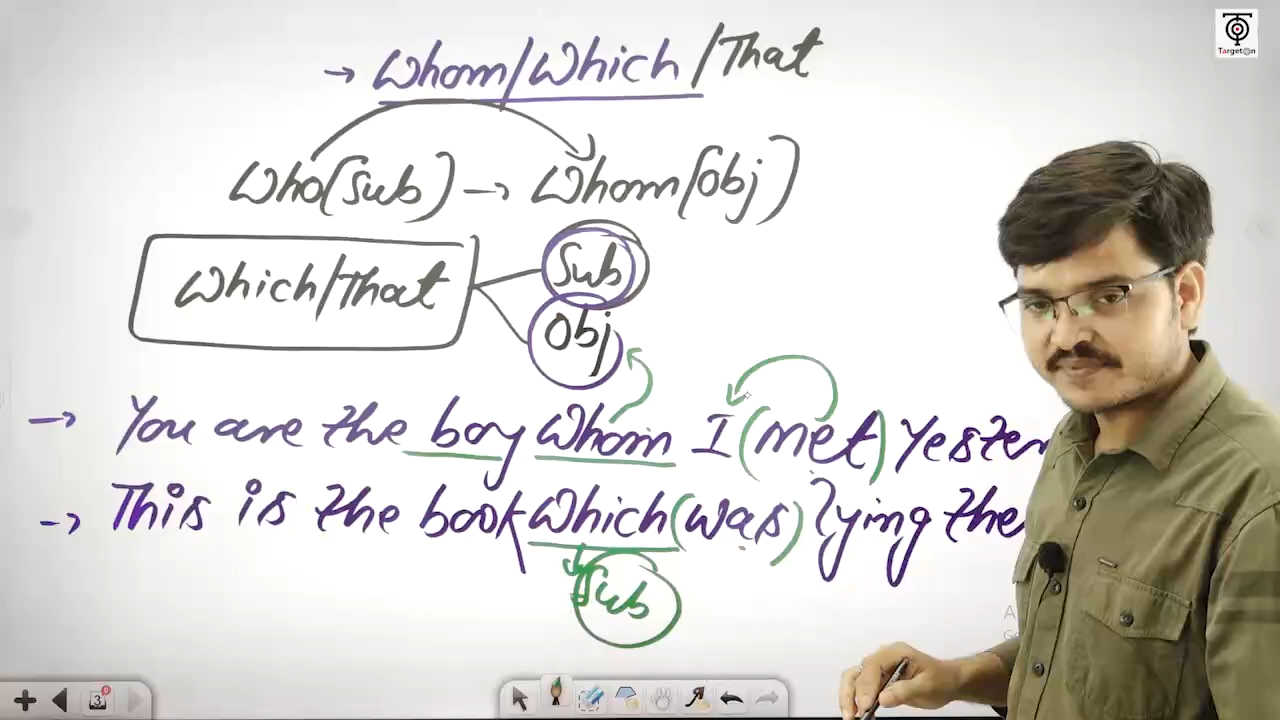 TargetOn
→ Whom/Which/That
Who(Sub) → Whom(Obj)
Which/That
Sub
Obj
→ You are the boy Whom I (met) Yester
→ This is the book Which (was) lying the
Sub
3